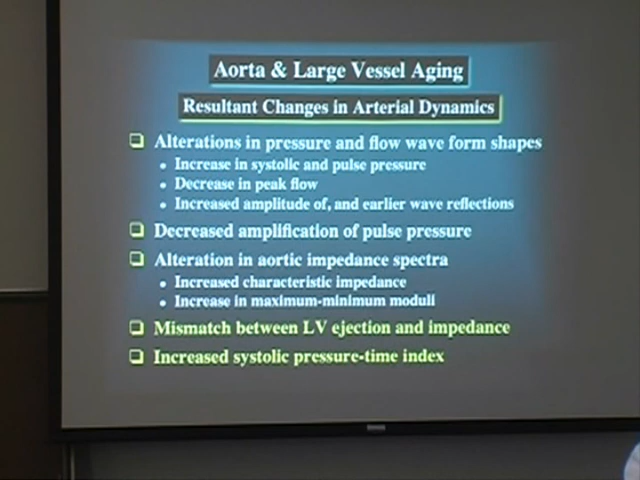 Aorta & Large Vessel Aging
Resultant Changes in Arterial Dynamics
❑ Alterations in pressure and flow wave form shapes
• Increase in systolic and pulse pressure
• Decrease in peak flow
• Increased amplitude of, and earlier wave reflections
❑ Decreased amplification of pulse pressure
❑ Alteration in aortic impedance spectra
• Increased characteristic impedance
• Increase in maximum-minimum moduli
❑ Mismatch between LV ejection and impedance
❑ Increased systolic pressure-time index